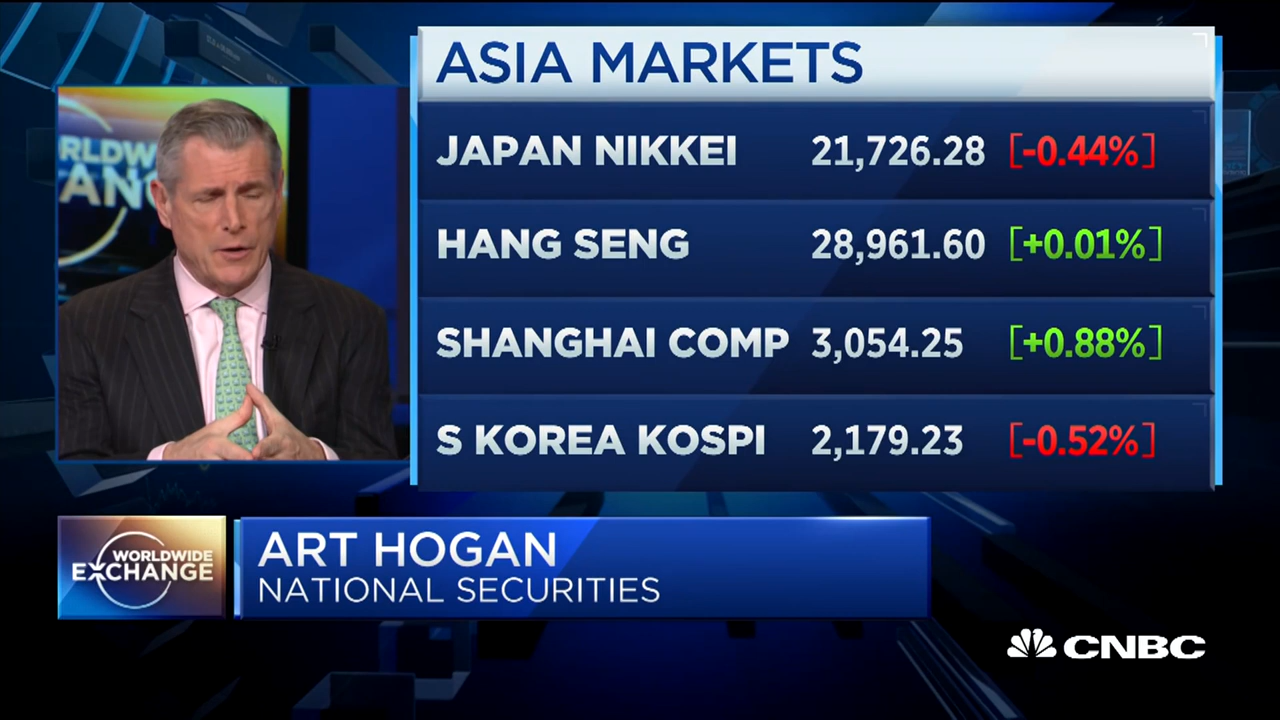 ASIA MARKETS
JAPAN NIKKEI 21,726.28 [-0.44%]
HANG SENG 28,961.60 [+0.01%]
SHANGHAI COMP 3,054.25 [+0.88%]
S KOREA KOSPI 2,179.23 [-0.52%]
WORLDWIDE
EXCHANGE
ART HOGAN
NATIONAL SECURITIES
CNBC